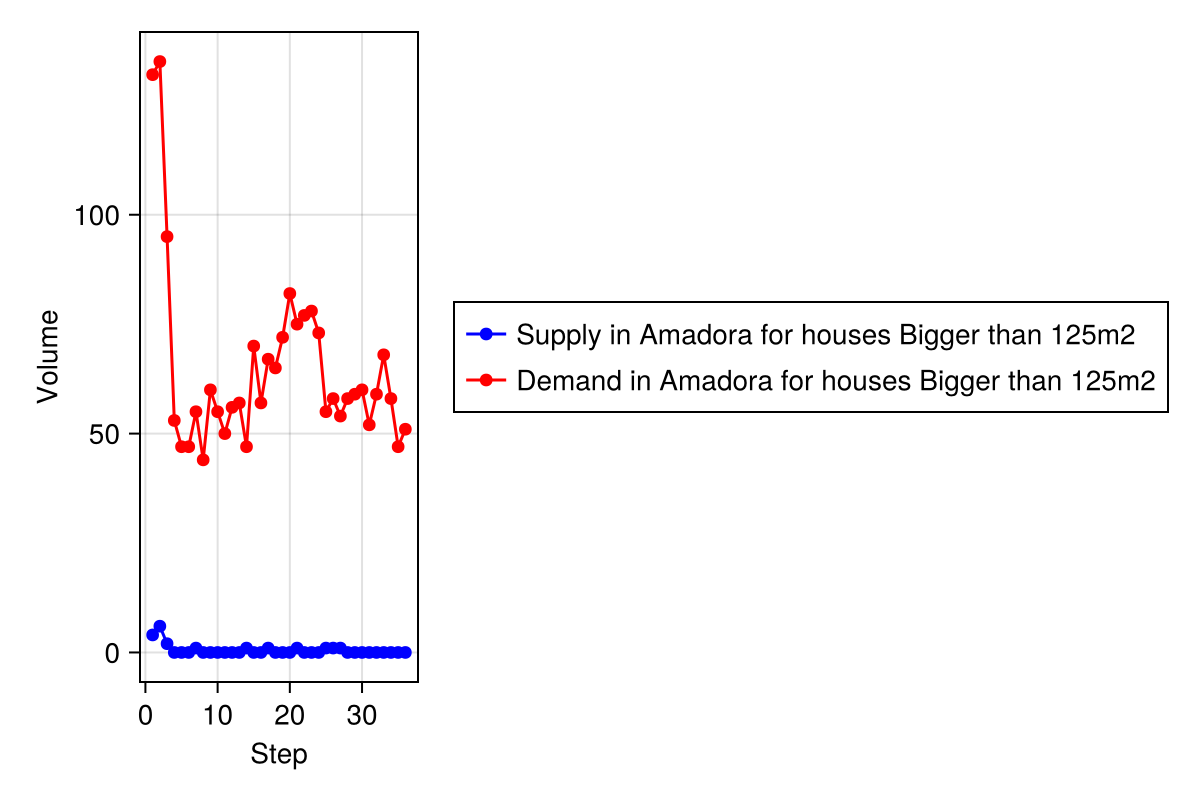 Volume
100
50
0
0 10 20 30
Step
Supply in Amadora for houses Bigger than 125m2
Demand in Amadora for houses Bigger than 125m2